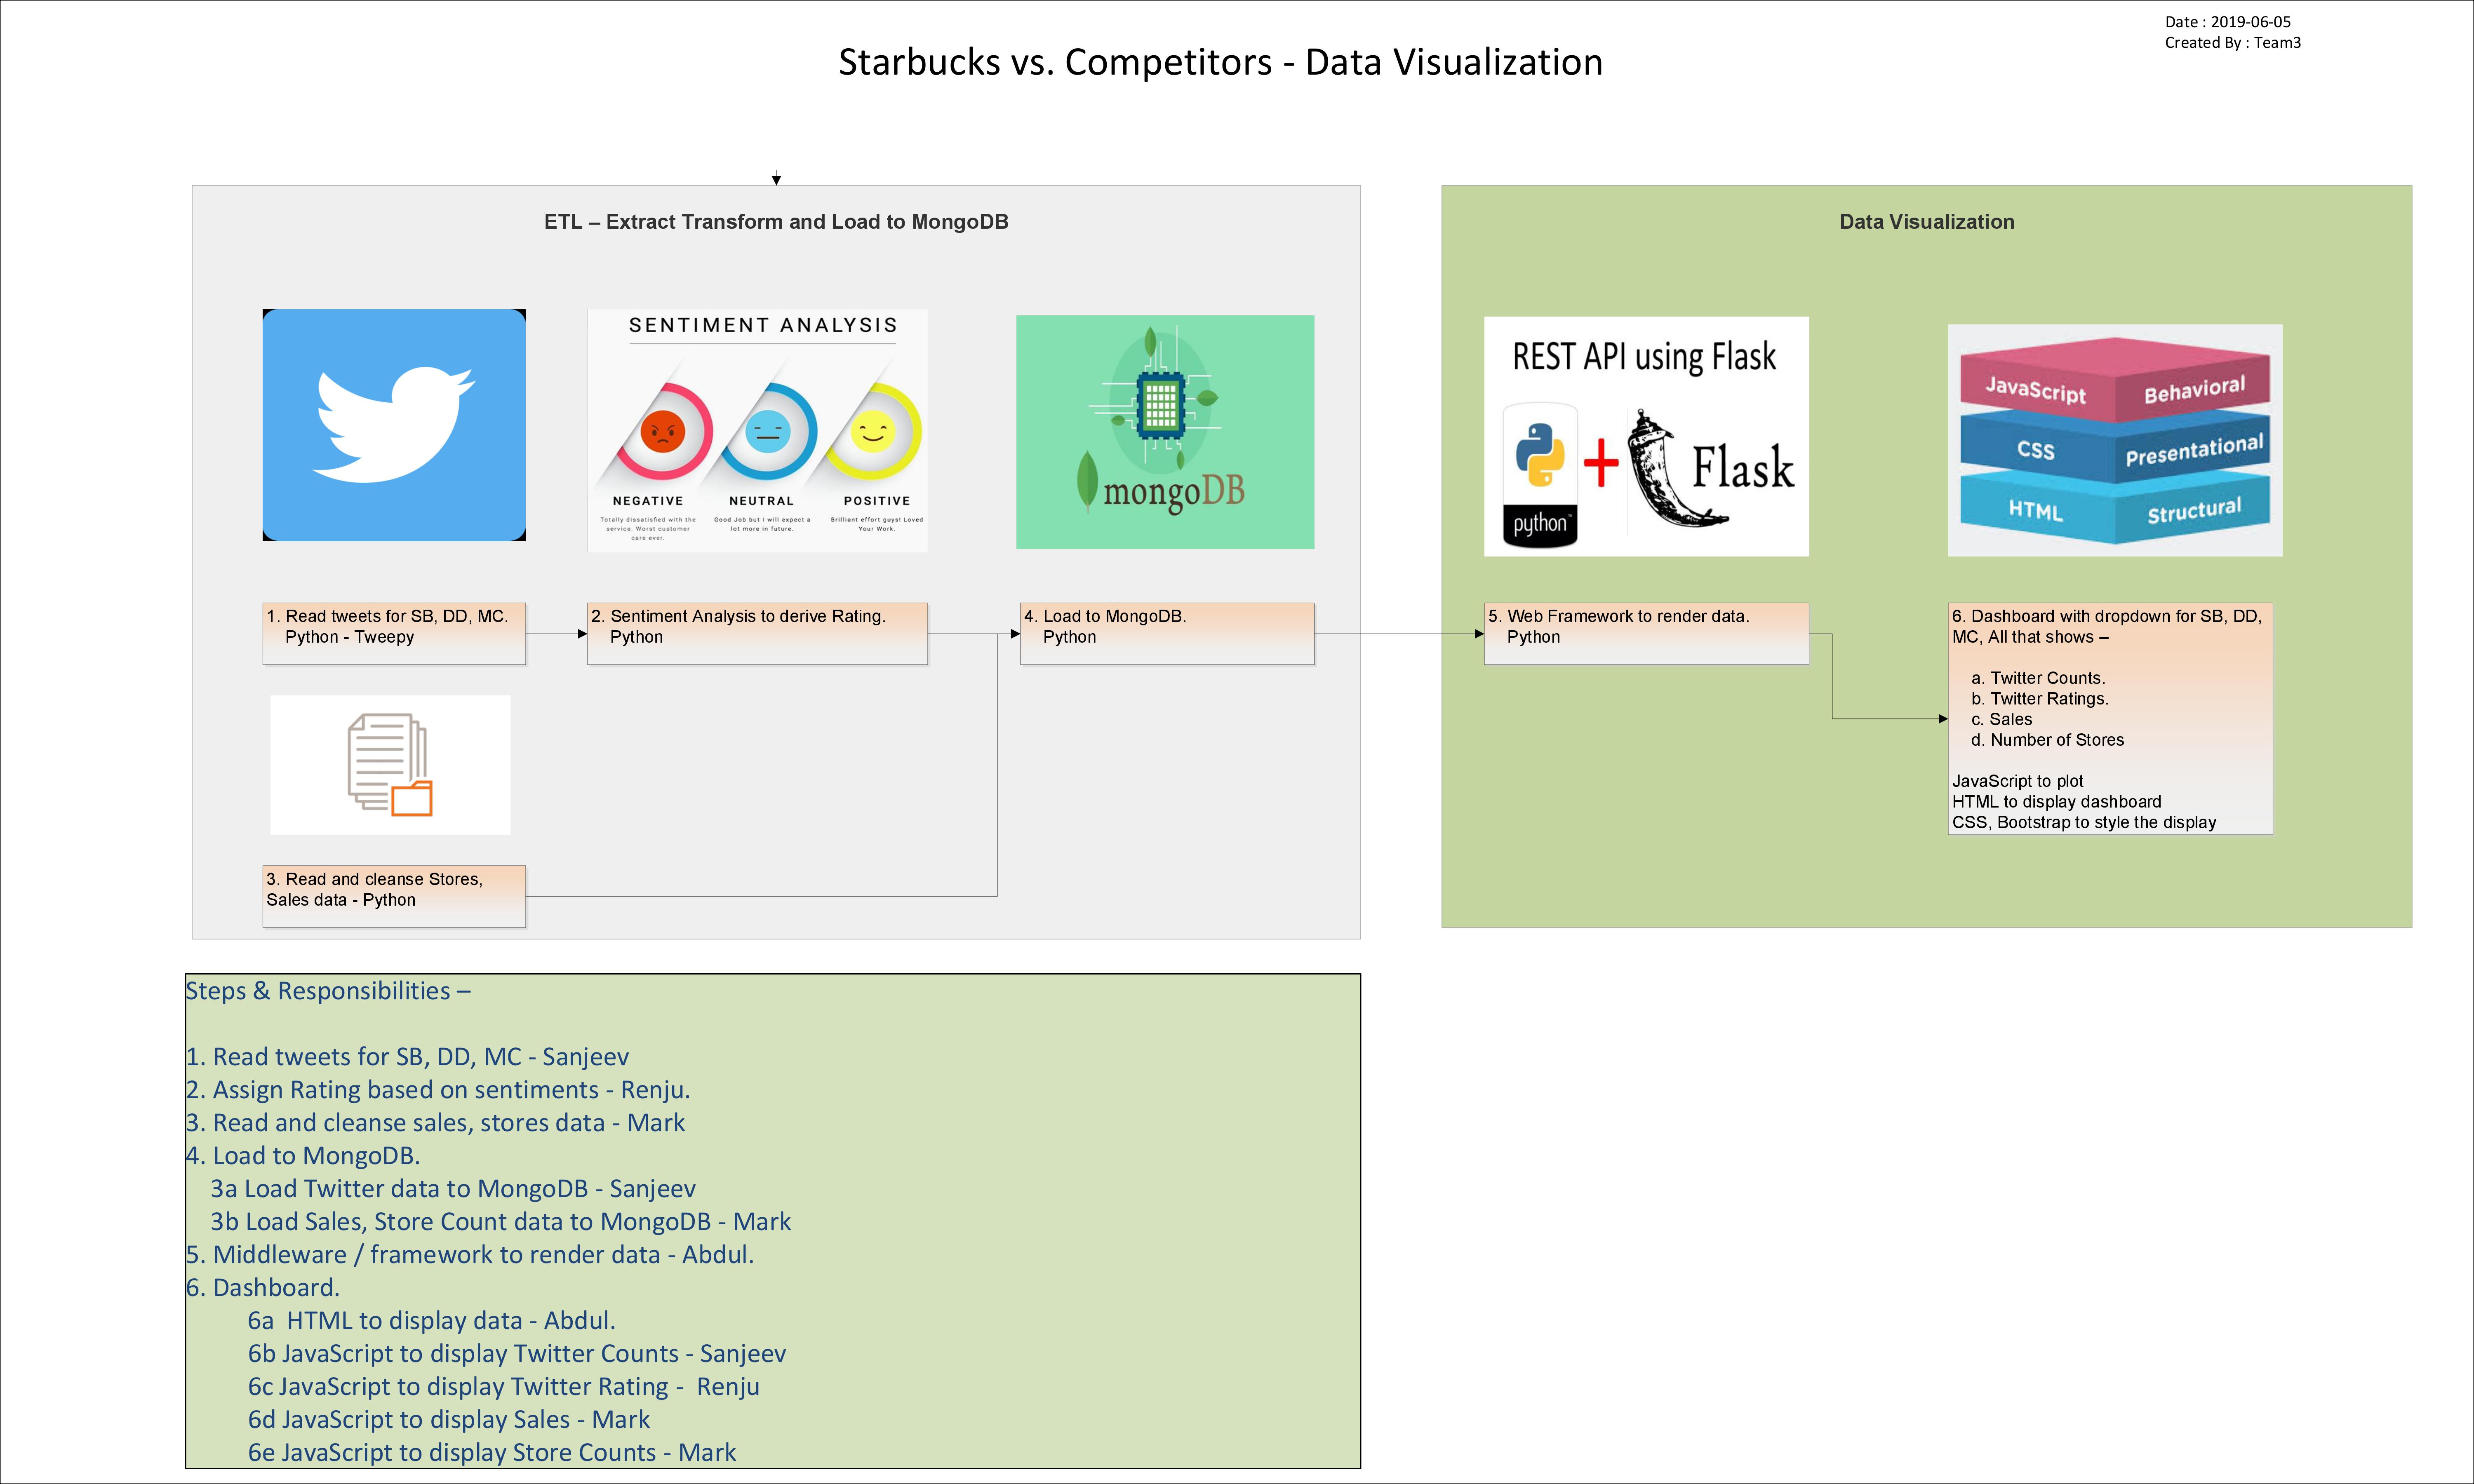 Date : 2019-06-05
Created By : Team3
Starbucks vs. Competitors - Data Visualization
ETL – Extract Transform and Load to MongoDB
SENTIMENT ANALYSIS
NEGATIVE
Totally dissatisfied with the
service. Worst customer
care ever.
NEUTRAL
Good Job but I will expect a
lot more in future.
POSITIVE
Brilliant effort guys! Loved
Your Work.
mongoDB
1. Read tweets for SB, DD, MC.
Python - Tweepy
2. Sentiment Analysis to derive Rating.
Python
4. Load to MongoDB.
Python
3. Read and cleanse Stores,
Sales data - Python
Data Visualization
REST API using Flask
python™
+
Flask
JavaScript Behavioral
CSS Presentational
HTML Structural
5. Web Framework to render data.
Python
6. Dashboard with dropdown for SB, DD,
MC, All that shows –
a. Twitter Counts.
b. Twitter Ratings.
c. Sales
d. Number of Stores
JavaScript to plot
HTML to display dashboard
CSS, Bootstrap to style the display
Steps & Responsibilities –
1. Read tweets for SB, DD, MC - Sanjeev
2. Assign Rating based on sentiments - Renju.
3. Read and cleanse sales, stores data - Mark
4. Load to MongoDB.
3a Load Twitter data to MongoDB - Sanjeev
3b Load Sales, Store Count data to MongoDB - Mark
5. Middleware / framework to render data - Abdul.
6. Dashboard.
6a HTML to display data - Abdul.
6b JavaScript to display Twitter Counts - Sanjeev
6c JavaScript to display Twitter Rating - Renju
6d JavaScript to display Sales - Mark
6e JavaScript to display Store Counts - Mark